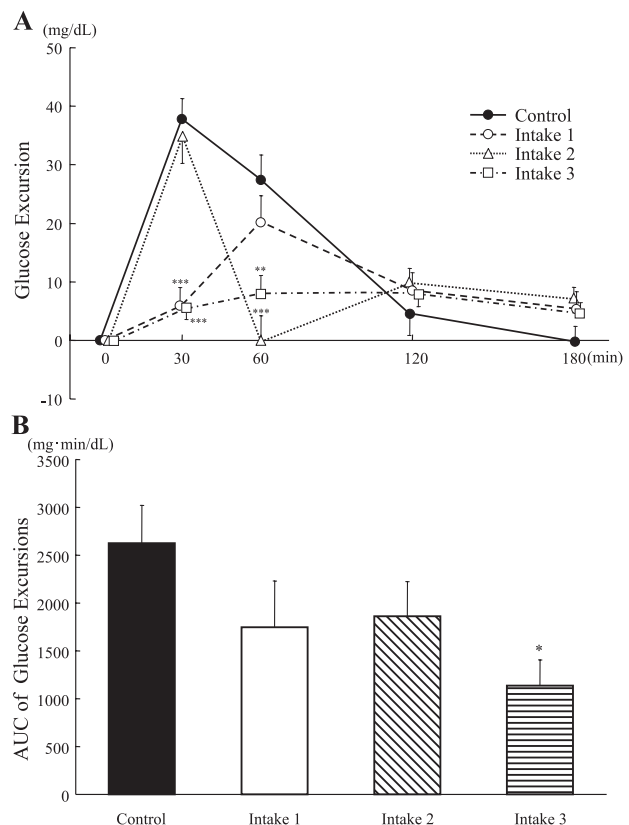 A
(mg/dL)
50
40
30
20
10
0
-10
Glucose Excursion
Control
Intake 1
Intake 2
Intake 3
***
***
**
***
0 30 60 120 180(min)
B
(mg·min/dL)
3500
3000
2500
2000
1500
1000
500
0
AUC of Glucose Excursions
*
Control Intake 1 Intake 2 Intake 3